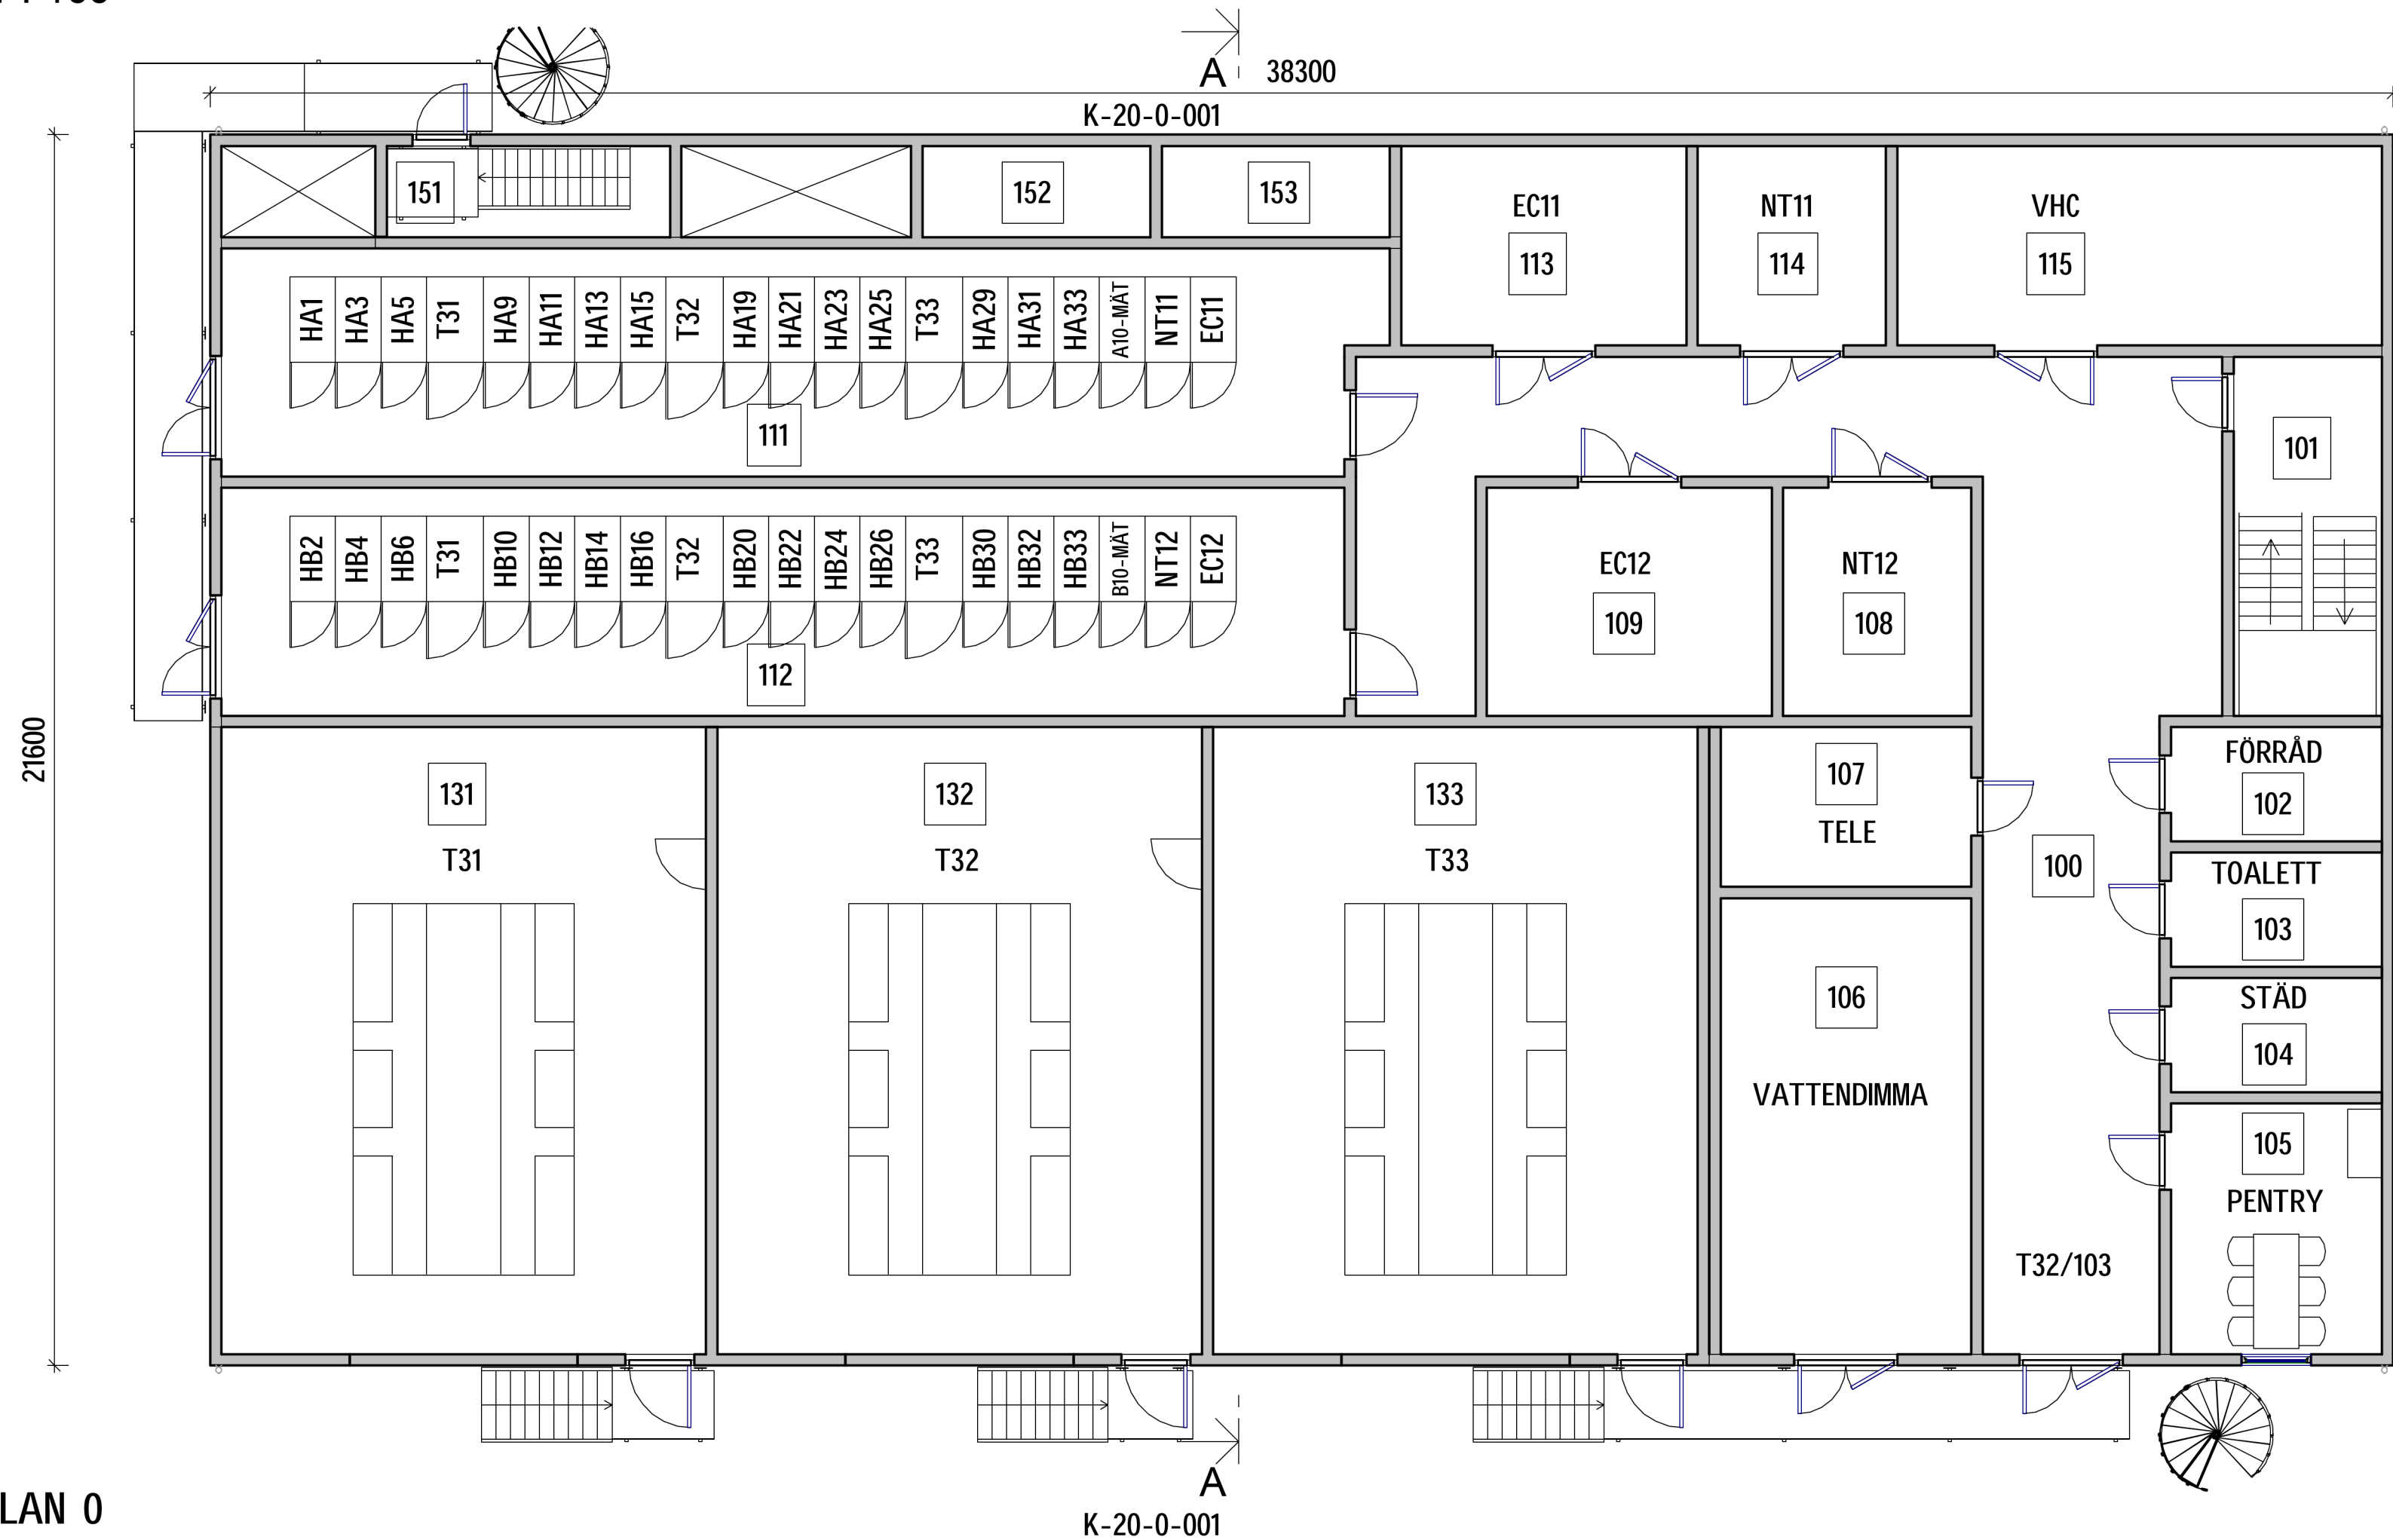 A
38300
K-20-0-001
151
152
153
EC11
NT11
VHC
113
114
115
HA1
HA3
HA5
T31
HA9
HA11
HA13
HA15
T32
HA19
HA21
HA23
HA25
T33
HA29
HA31
HA33
A10-MÄT
NT11
EC11
111
101
HB2
HB4
HB6
T31
HB10
HB12
HB14
HB16
T32
HB20
HB22
HB24
HB26
T33
HB30
HB32
HB33
B10-MÄT
NT12
EC12
112
EC12
109
NT12
108
21600
131
T31
132
T32
133
T33
107
TELE
100
FÖRRÅD
102
TOALETT
103
106
VATTENDIMMA
STÄD
104
105
PENTRY
T32/103
A
K-20-0-001
LAN 0